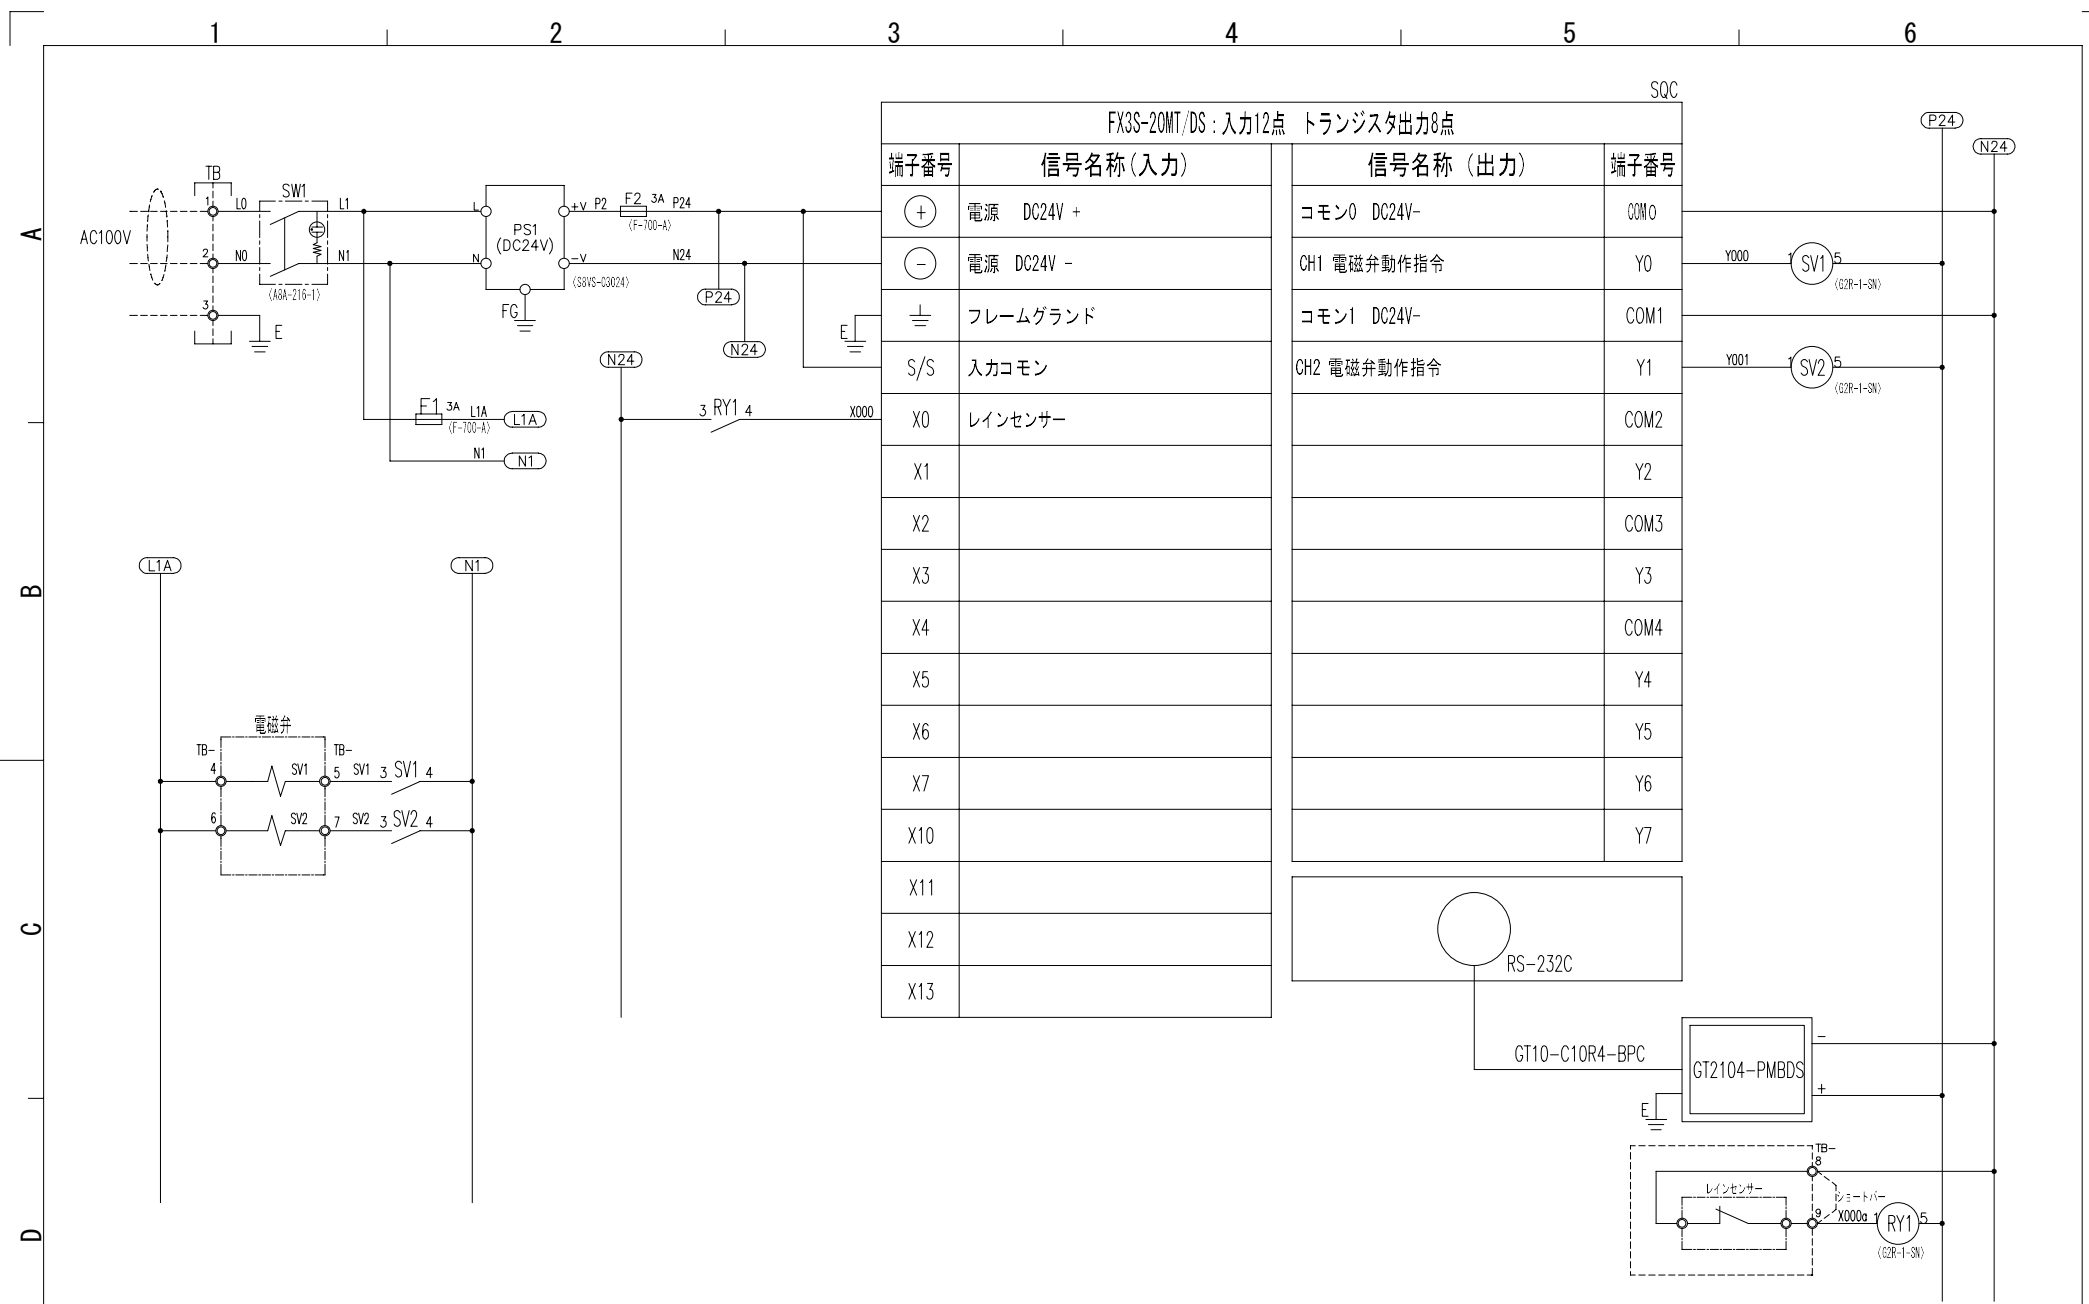 1 2 3 4 5 6
A
B
C
D
SQC
FX3S-20MT/DS：入力12点 トランジスタ出力8点
端子番号 信号名称(入力) 信号名称 (出力) 端子番号
+ 電源 DC24V + コモン0 DC24V- COM0
- 電源 DC24V - CH1 電磁弁動作指令 Y0
フレームグランド コモン1 DC24V- COM1
S/S 入力コモン CH2 電磁弁動作指令 Y1
X0 レインセンサー COM2
X1 Y2
X2 COM3
X3 Y3
X4 COM4
X5 Y4
X6 Y5
X7 Y6
X10 Y7
X11
X12
X13
RS-232C
AC100V
TB
1 L0
2 N0
3
E
SW1
(A8A-216-1)
L1
N1
L
N
PS1
(DC24V)
+V
-V
(S8VS-03024)
FG
P2 F2 3A P24
(F-700-A)
N24
P24
N24
E
F1 3A L1A
(F-700-A)
L1A
N1
N1
N24
3 RY1 4
X000
P24
N24
Y000 1 SV1 5
(G2R-1-SN)
Y001 1 SV2 5
(G2R-1-SN)
L1A
N1
電磁弁
TB- TB-
4 SV1 5 SV1 3 SV1 4
6 SV2 7 SV2 3 SV2 4
GT10-C10R4-BPC
GT2104-PMBDS
-
+
E
TB-
8
レインセンサー
ショートバー
9 X000a 1 RY1 5
(G2R-1-SN)